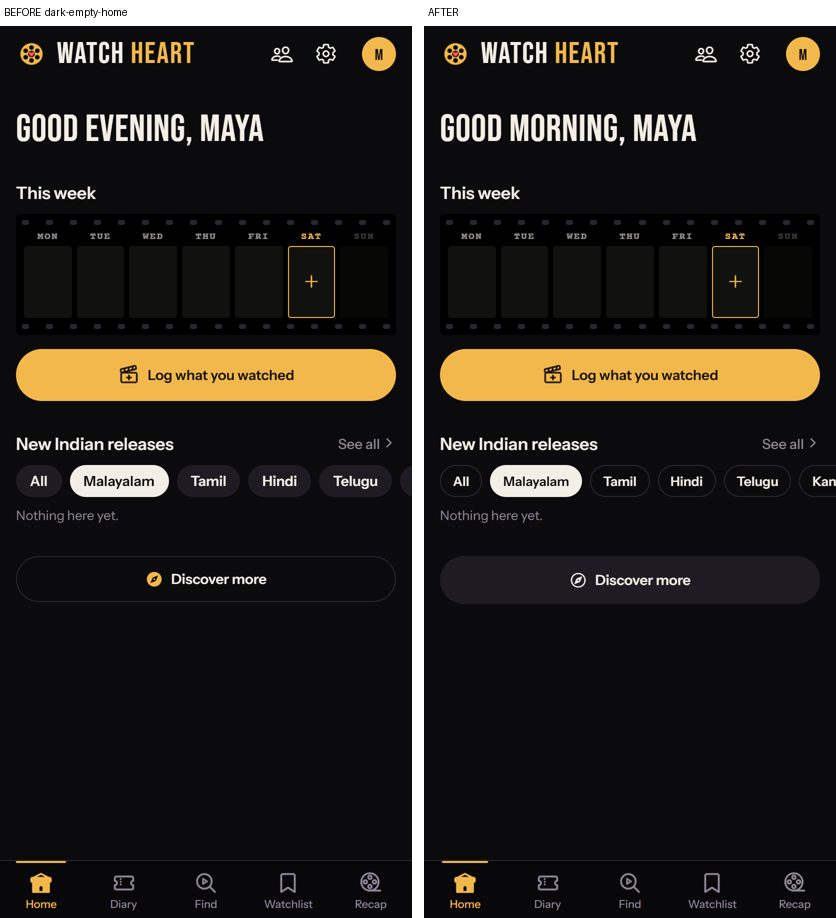 BEFORE dark-empty-home
WATCH HEART
M
GOOD EVENING, MAYA
This week
MON TUE WED THU FRI SAT SUN
+
Log what you watched
New Indian releases See all >
All Malayalam Tamil Hindi Telugu
Nothing here yet.
Discover more
Home Diary Find Watchlist Recap
AFTER
WATCH HEART
M
GOOD MORNING, MAYA
This week
MON TUE WED THU FRI SAT SUN
+
Log what you watched
New Indian releases See all >
All Malayalam Tamil Hindi Telugu Kan
Nothing here yet.
Discover more
Home Diary Find Watchlist Recap